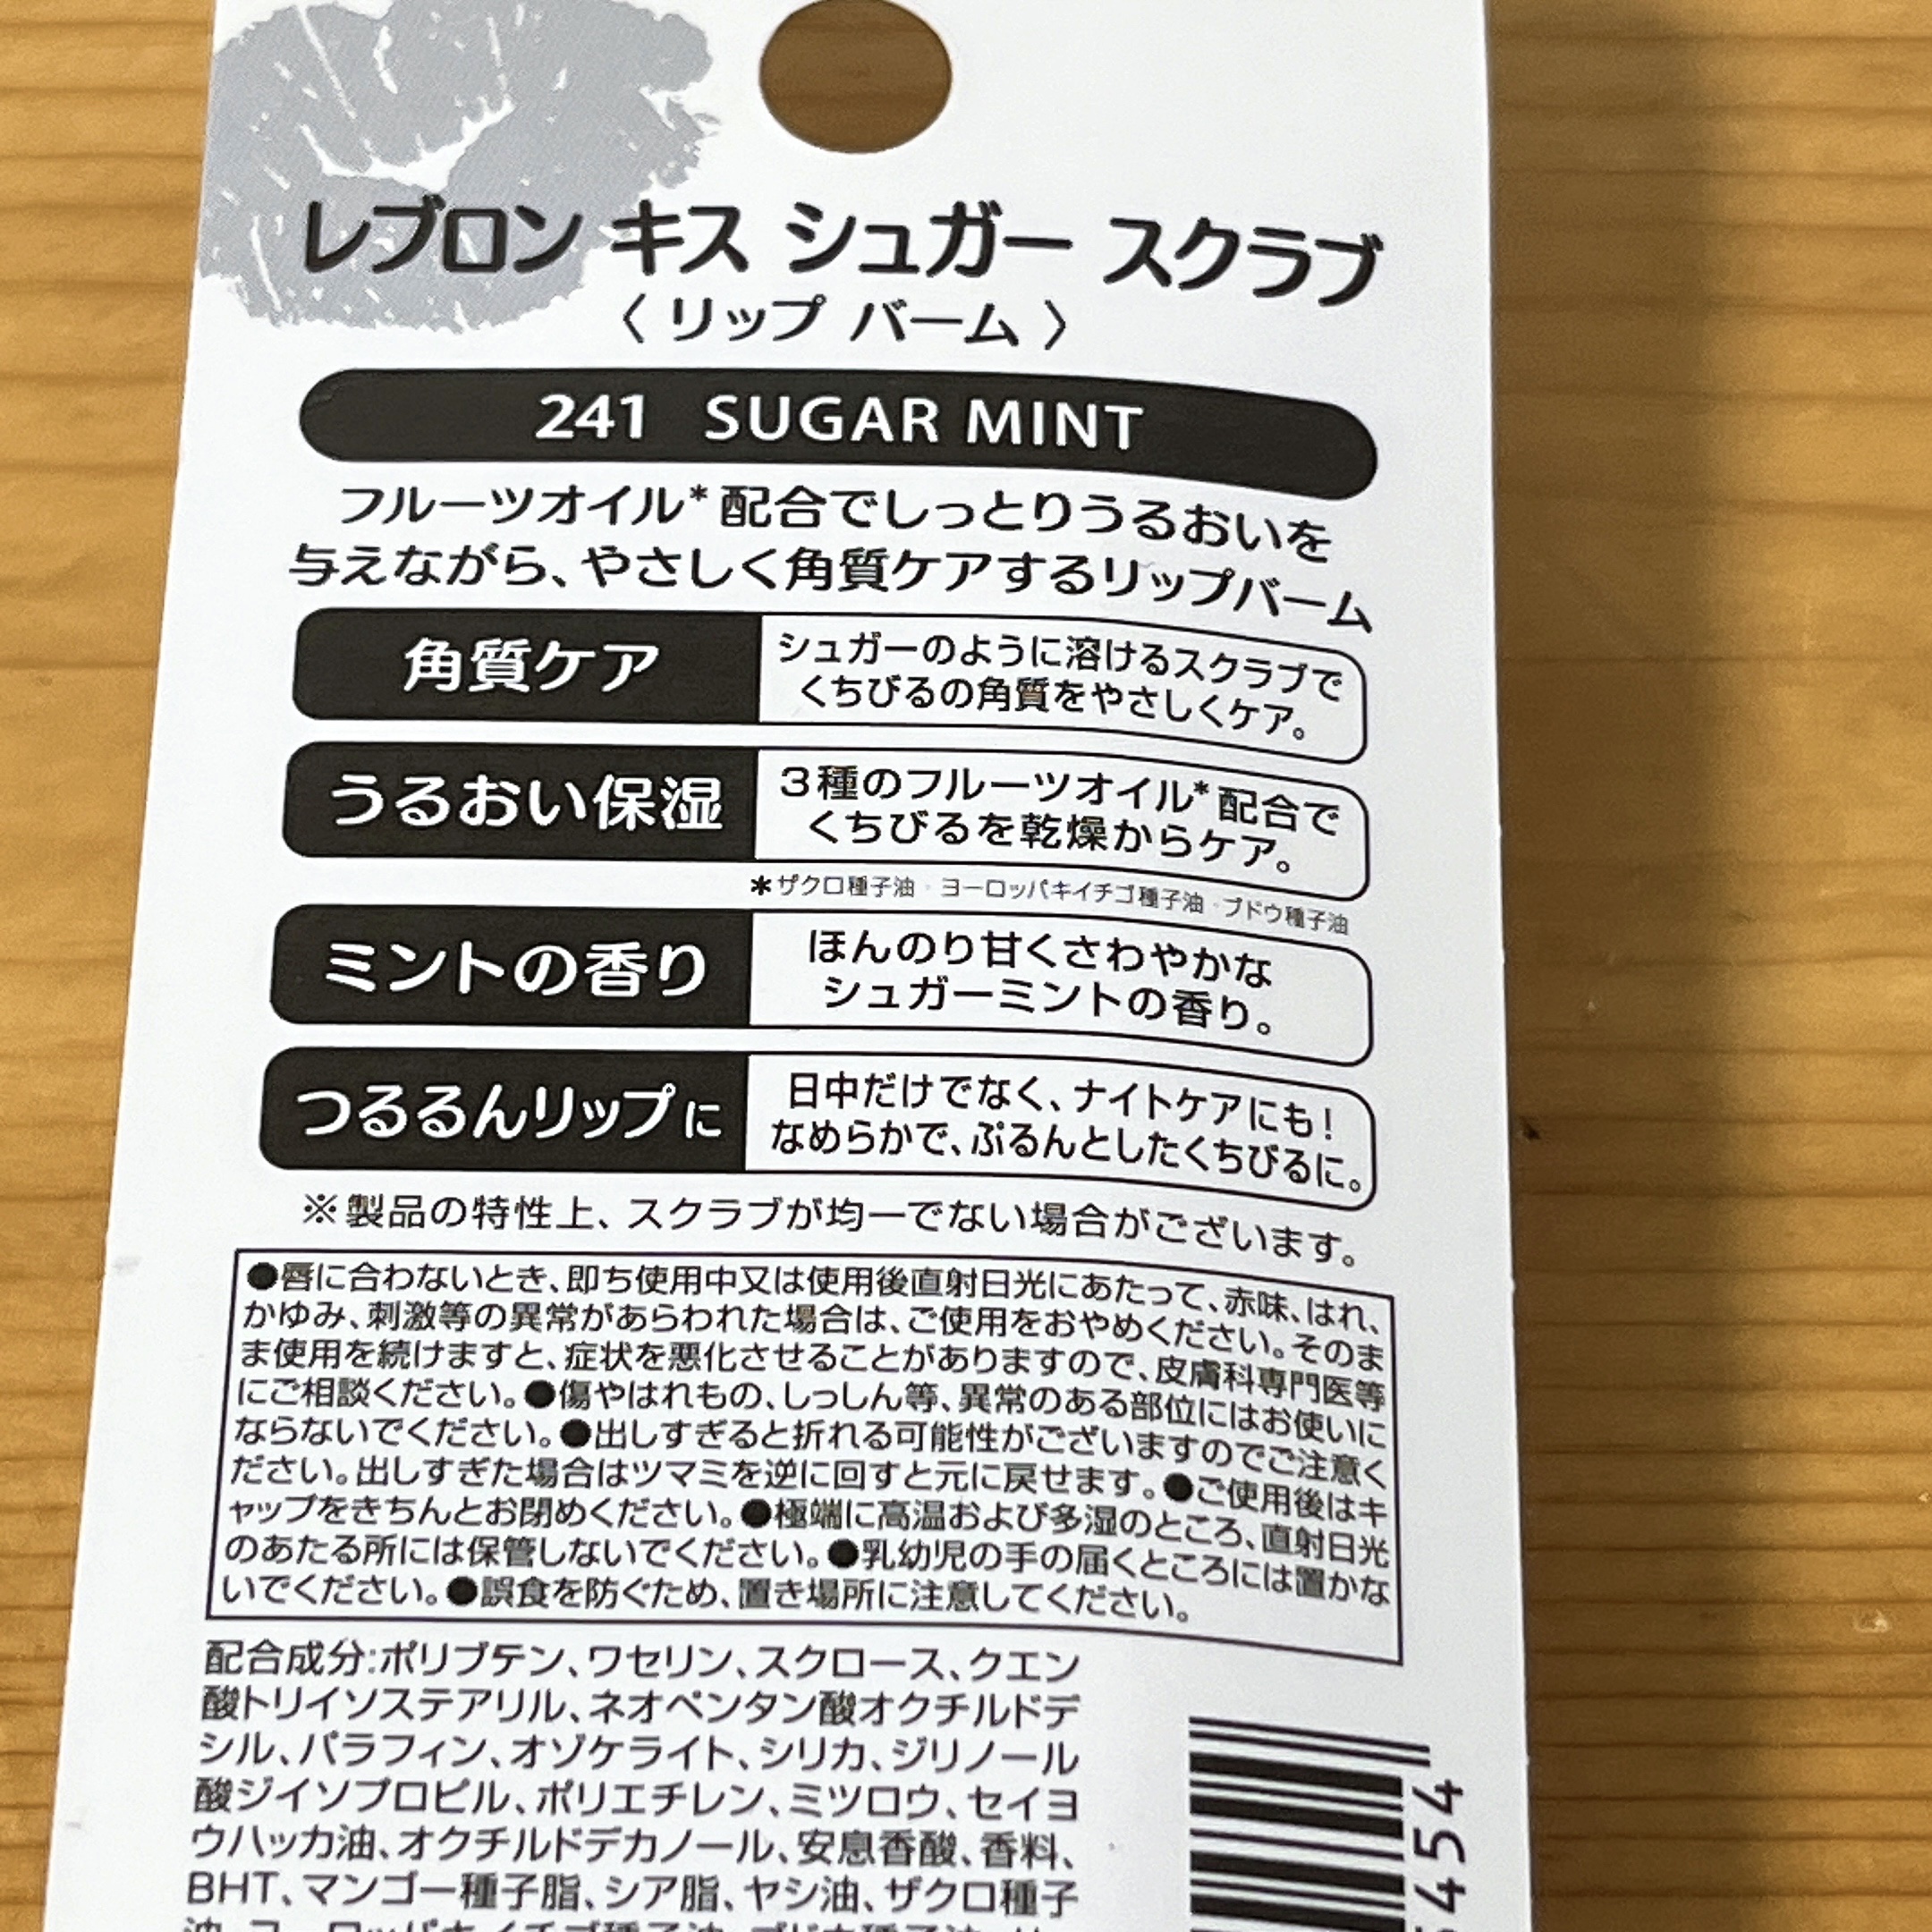 レブロン キス シュガー スクラブ
〈 リップ バーム 〉
241 SUGAR MINT
フルーツオイル*配合でしっとりうるおいを
与えながら、やさしく角質ケアするリップバーム
角質ケア
シュガーのように溶けるスクラブで
くちびるの角質をやさしくケア。
うるおい保湿
3種のフルーツオイル*配合で
くちびるを乾燥からケア。
*ザクロ種子油・ヨーロッパキイチゴ種子油・ブドウ種子油
ミントの香り
ほんのり甘くさわやかな
シュガーミントの香り。
つるるんリップに
日中だけでなく、ナイトケアにも!
なめらかで、ぷるんとしたくちびるに。
※製品の特性上、スクラブが均一でない場合がございます。
●唇に合わないとき、即ち使用中又は使用後直射日光にあたって、赤味、はれ、
かゆみ、刺激等の異常があらわれた場合は、ご使用をおやめください。そのま
ま使用を続けますと、症状を悪化させることがありますので、皮膚科専門医等
にご相談ください。●傷やはれもの、しっしん等、異常のある部位にはお使いに
ならないでください。●出しすぎると折れる可能性がございますのでご注意く
ださい。出しすぎた場合はツマミを逆に回すと元に戻せます。●ご使用後はキ
ャップをきちんとお閉めください。●極端に高温および多湿のところ、直射日光
のあたる所には保管しないでください。●乳幼児の手の届くところには置かな
いでください。●誤食を防ぐため、置き場所に注意してください。
配合成分:ポリブテン、ワセリン、スクロース、クエン
酸トリイソステアリル、ネオペンタン酸オクチルドデ
シル、パラフィン、オゾケライト、シリカ、ジリノール
酸ジイソプロピル、ポリエチレン、ミツロウ、セイヨ
ウハッカ油、オクチルドデカノール、安息香酸、香料、
BHT、マンゴー種子脂、シア脂、ヤシ油、ザクロ種子
油、ヨーロッパキイチゴ種子油、ブドウ種子油、
5454